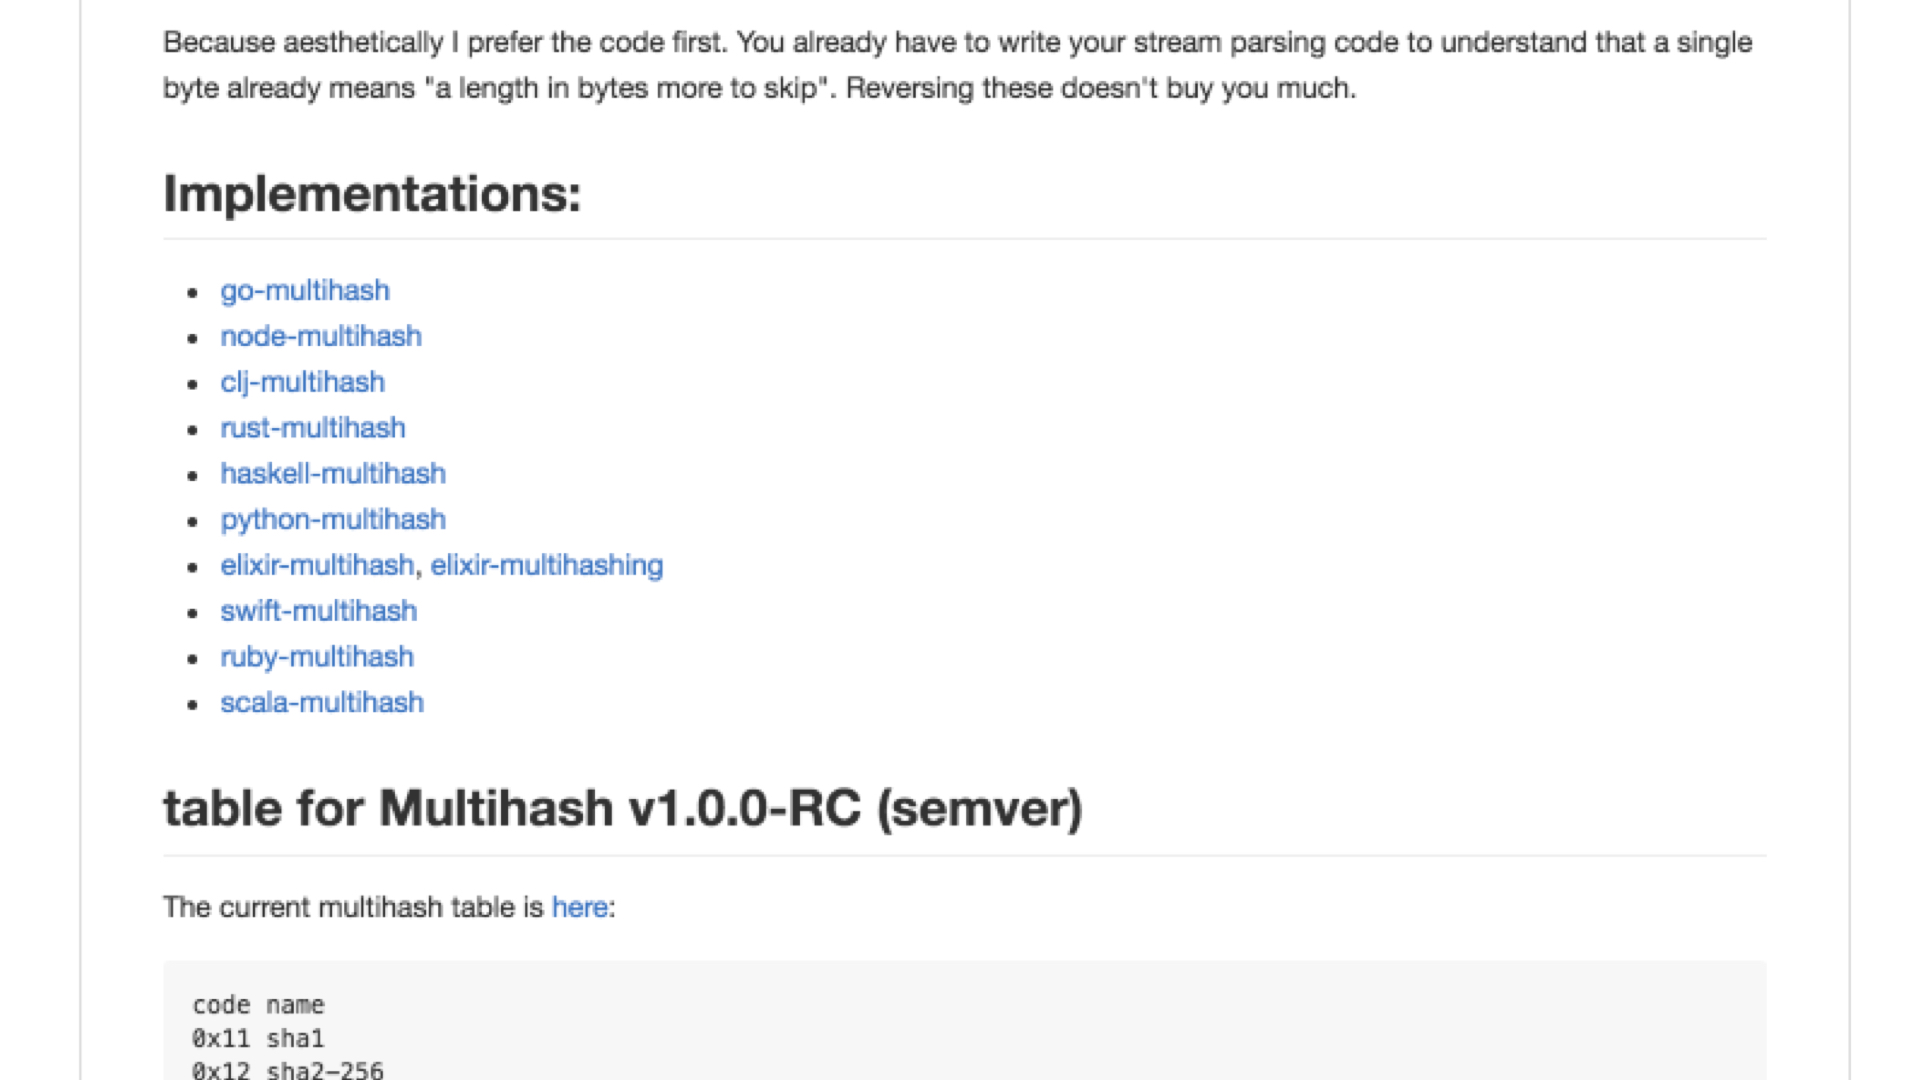 Because aesthetically I prefer the code first. You already have to write your stream parsing code to understand that a single
byte already means "a length in bytes more to skip". Reversing these doesn't buy you much.
Implementations:
go-multihash
node-multihash
clj-multihash
rust-multihash
haskell-multihash
python-multihash
elixir-multihash, elixir-multihashing
swift-multihash
ruby-multihash
scala-multihash
table for Multihash v1.0.0-RC (semver)
The current multihash table is here:
code name
0x11 sha1
0x12 sha2-256